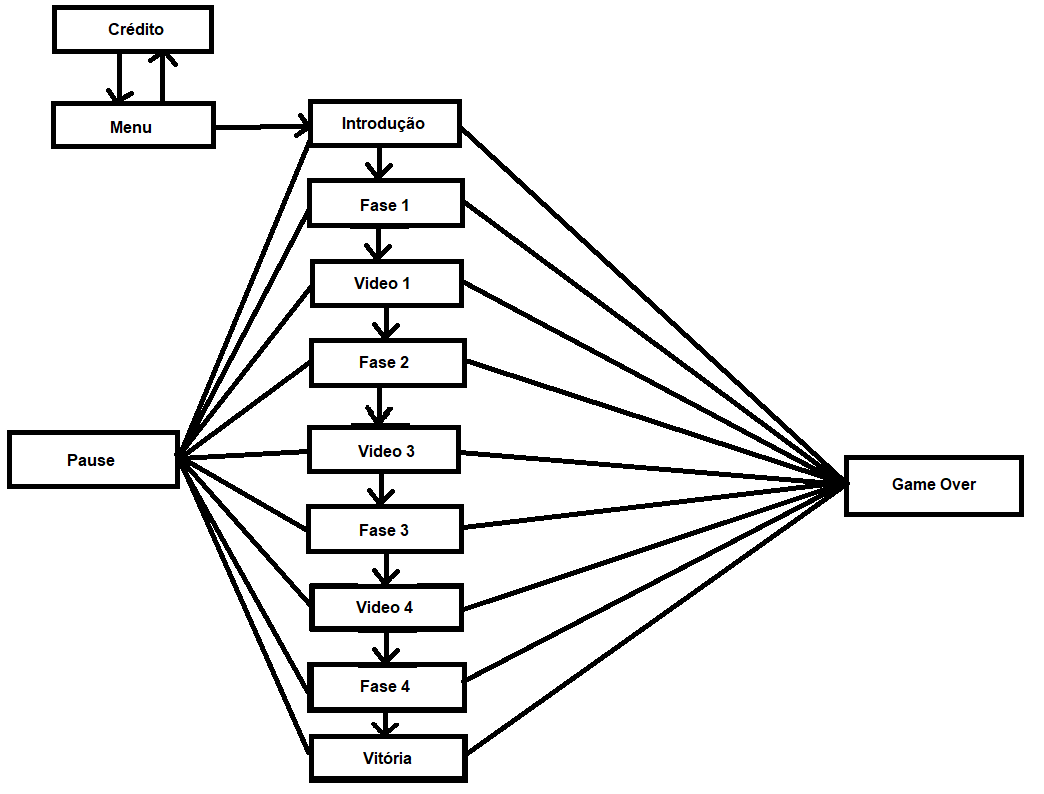 Crédito
Menu
Introdução
Fase 1
Video 1
Fase 2
Video 3
Pause
Game Over
Fase 3
Video 4
Fase 4
Vitória